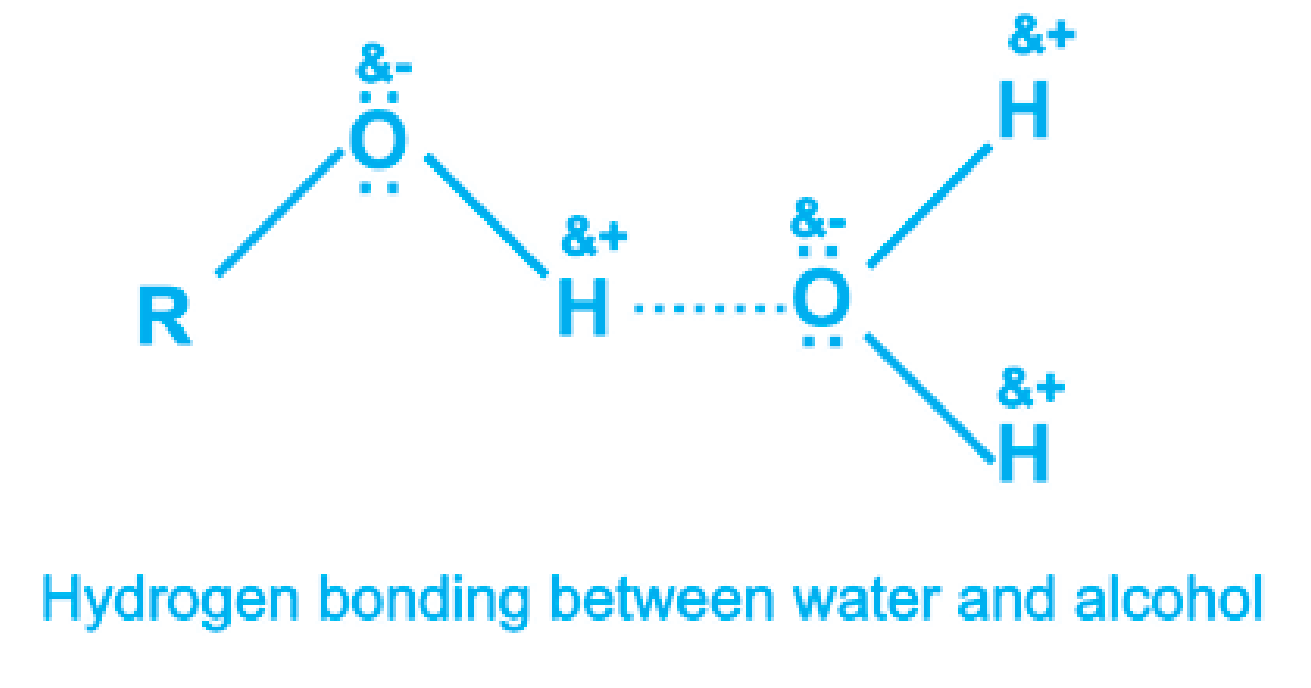 &+
&-
H
O
&-
&+
R
H
O
&+
H
Hydrogen bonding between water and alcohol